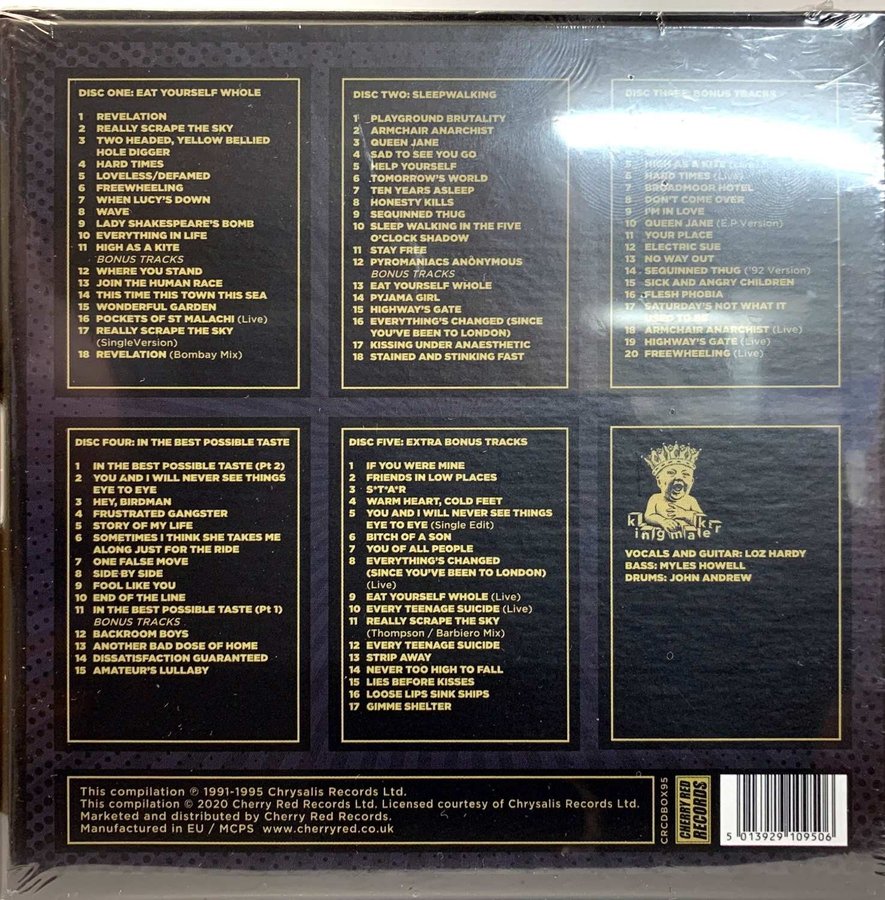 DISC ONE: EAT YOURSELF WHOLE
1 REVELATION
2 REALLY SCRAPE THE SKY
3 TWO HEADED, YELLOW BELLIED
HOLE DIGGER
4 HARD TIMES
5 LOVELESS/DEFAMED
6 FREEWHEELING
7 WHEN LUCY'S DOWN
8 WAVE
9 LADY SHAKESPEARE'S BOMB
10 EVERYTHING IN LIFE
11 HIGH AS A KITE
BONUS TRACKS
12 WHERE YOU STAND
13 JOIN THE HUMAN RACE
14 THIS TIME THIS TOWN THIS SEA
15 WONDERFUL GARDEN
16 POCKETS OF ST MALACHI (Live)
17 REALLY SCRAPE THE SKY
(SingleVersion)
18 REVELATION (Bombay Mix)
DISC TWO: SLEEPWALKING
1 PLAYGROUND BRUTALITY
2 ARMCHAIR ANARCHIST
3 QUEEN JANE
4 SAD TO SEE YOU GO
5 HELP YOURSELF
6 TOMORROW'S WORLD
7 TEN YEARS ASLEEP
8 HONESTY KILLS
9 SEQUINNED THUG
10 SLEEP WALKING IN THE FIVE
O'CLOCK SHADOW
11 STAY FREE
12 PYROMANIACS ANÖNYMOUS
BONUS TRACKS
13 EAT YOURSELF WHOLE
14 PYJAMA GIRL
15 HIGHWAY'S GATE
16 EVERYTHING'S CHANGED (SINCE
YOU'VE BEEN TO LONDON)
17 KISSING UNDER ANAESTHETIC
18 STAINED AND STINKING FAST
DISC THREE: BONUS TRACKS
5 HIGH AS A KITE (Live)
6 HARD TIMES (Live)
7 BROADMOOR HOTEL
8 DON'T COME OVER
9 I'M IN LOVE
10 QUEEN JANE (E.P Version)
11 YOUR PLACE
12 ELECTRIC SUE
13 NO WAY OUT
14 SEQUINNED THUG ('92 Version)
15 SICK AND ANGRY CHILDREN
16 FLESH PHOBIA
17 SATURDAY'S NOT WHAT IT
USED TO BE
18 ARMCHAIR ANARCHIST (Live)
19 HIGHWAY'S GATE (Live)
20 FREEWHEELING (Live)
DISC FOUR: IN THE BEST POSSIBLE TASTE
1 IN THE BEST POSSIBLE TASTE (Pt 2)
2 YOU AND I WILL NEVER SEE THINGS
EYE TO EYE
3 HEY, BIRDMAN
4 FRUSTRATED GANGSTER
5 STORY OF MY LIFE
6 SOMETIMES I THINK SHE TAKES ME
ALONG JUST FOR THE RIDE
7 ONE FALSE MOVE
8 SIDE BY SIDE
9 FOOL LIKE YOU
10 END OF THE LINE
11 IN THE BEST POSSIBLE TASTE (Pt 1)
BONUS TRACKS
12 BACKROOM BOYS
13 ANOTHER BAD DOSE OF HOME
14 DISSATISFACTION GUARANTEED
15 AMATEUR'S LULLABY
DISC FIVE: EXTRA BONUS TRACKS
1 IF YOU WERE MINE
2 FRIENDS IN LOW PLACES
3 S*T*A*R
4 WARM HEART, COLD FEET
5 YOU AND I WILL NEVER SEE THINGS
EYE TO EYE (Single Edit)
6 BITCH OF A SON
7 YOU OF ALL PEOPLE
8 EVERYTHING'S CHANGED
(SINCE YOU'VE BEEN TO LONDON)
(Live)
9 EAT YOURSELF WHOLE (Live)
10 EVERY TEENAGE SUICIDE (Live)
11 REALLY SCRAPE THE SKY
(Thompson / Barbiero Mix)
12 EVERY TEENAGE SUICIDE
13 STRIP AWAY
14 NEVER TOO HIGH TO FALL
15 LIES BEFORE KISSES
16 LOOSE LIPS SINK SHIPS
17 GIMME SHELTER
kingmaker
VOCALS AND GUITAR: LOZ HARDY
BASS: MYLES HOWELL
DRUMS: JOHN ANDREW
This compilation ℗ 1991-1995 Chrysalis Records Ltd.
This compilation © 2020 Cherry Red Records Ltd. Licensed courtesy of Chrysalis Records Ltd.
Marketed and distributed by Cherry Red Records.
Manufactured in EU / MCPS www.cherryred.co.uk
CRCDBOX95
CHERRY RED
RECORDS
5 013929 109506